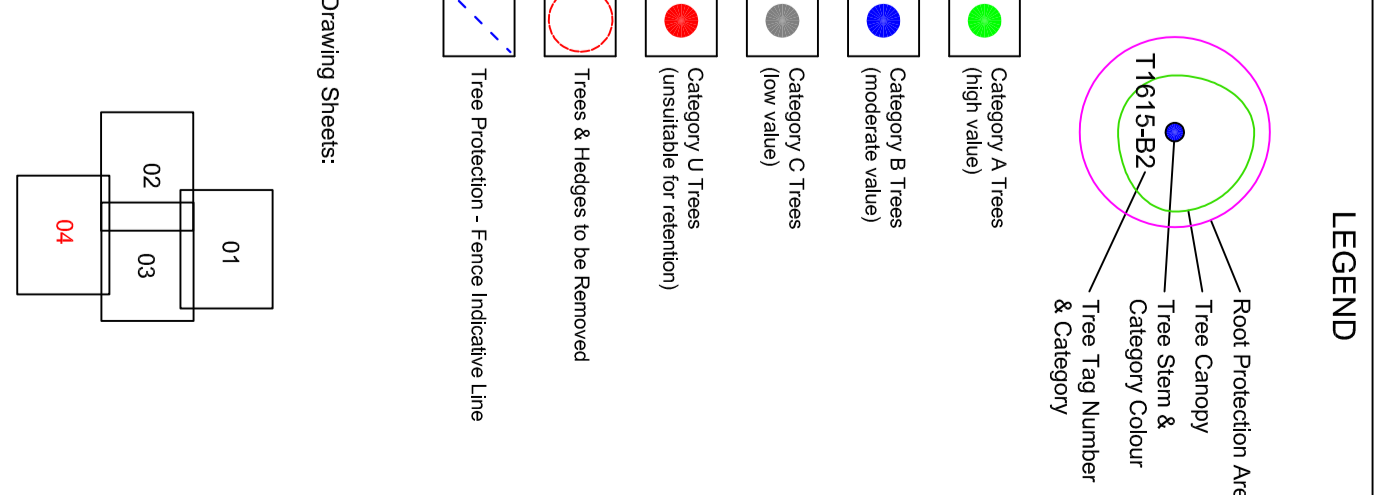 LEGEND
T1615-B2
Root Protection Are
Tree Canopy
Tree Stem &
Category Colour
Tree Tag Number
& Category
Category A Trees
(high value)
Category B Trees
(moderate value)
Category C Trees
(low value)
Category U Trees
(unsuitable for retention)
Trees & Hedges to be Removed
Tree Protection - Fence Indicative Line
Drawing Sheets:
01
02
03
04